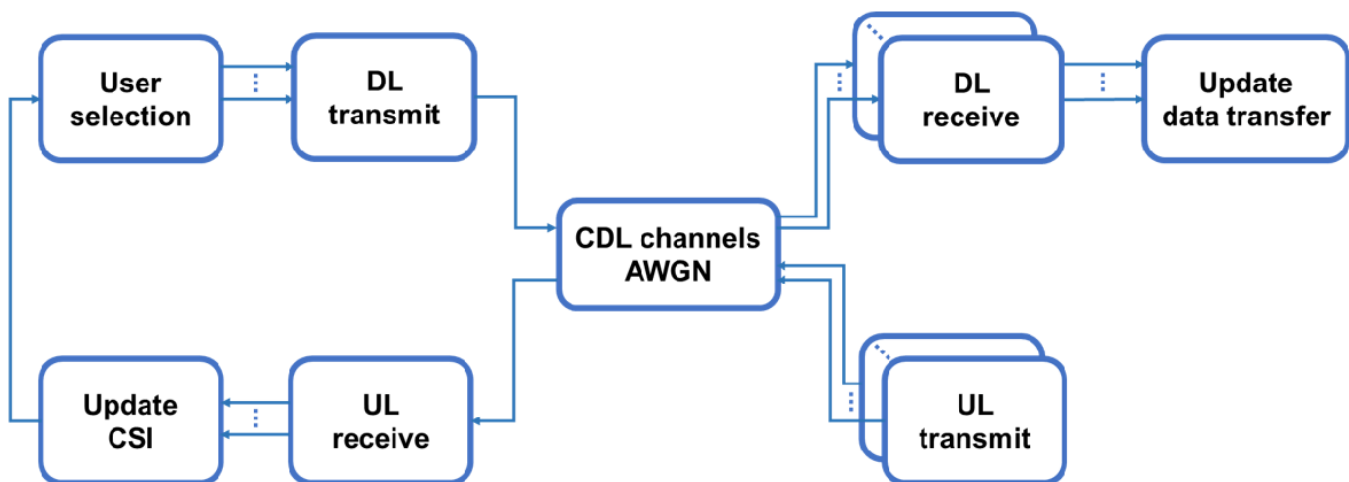 User
selection
DL
transmit
DL
receive
Update
data transfer
CDL channels
AWGN
Update
CSI
UL
receive
UL
transmit